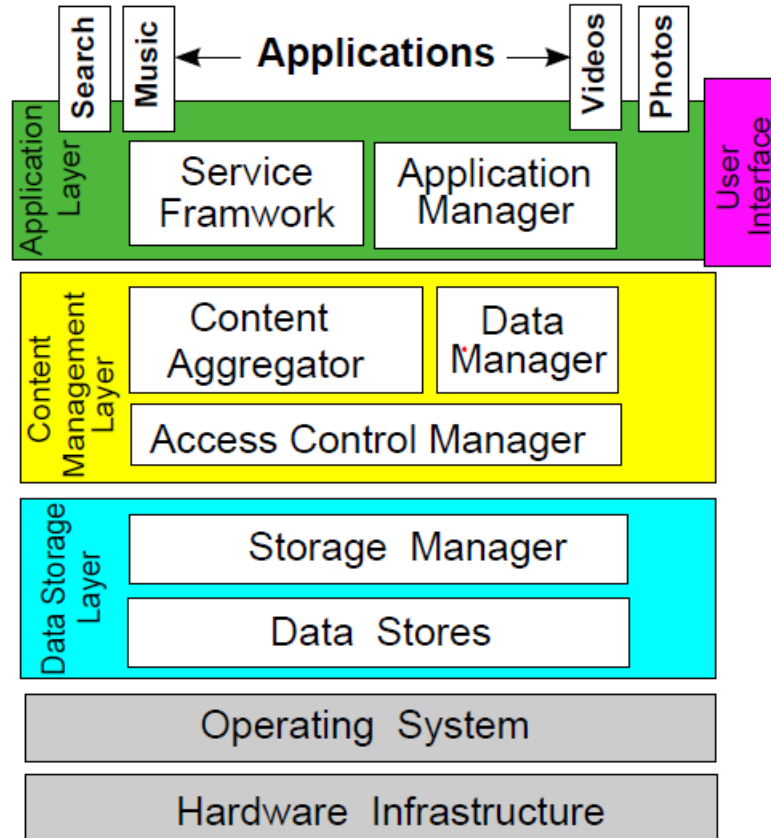 Search
Music
Applications
Videos
Photos
Application
Layer
Service
Framwork
Application
Manager
User
Interface
Content
Management
Layer
Content
Aggregator
Data
Manager
Access Control Manager
Data Storage
Layer
Storage Manager
Data Stores
Operating System
Hardware Infrastructure